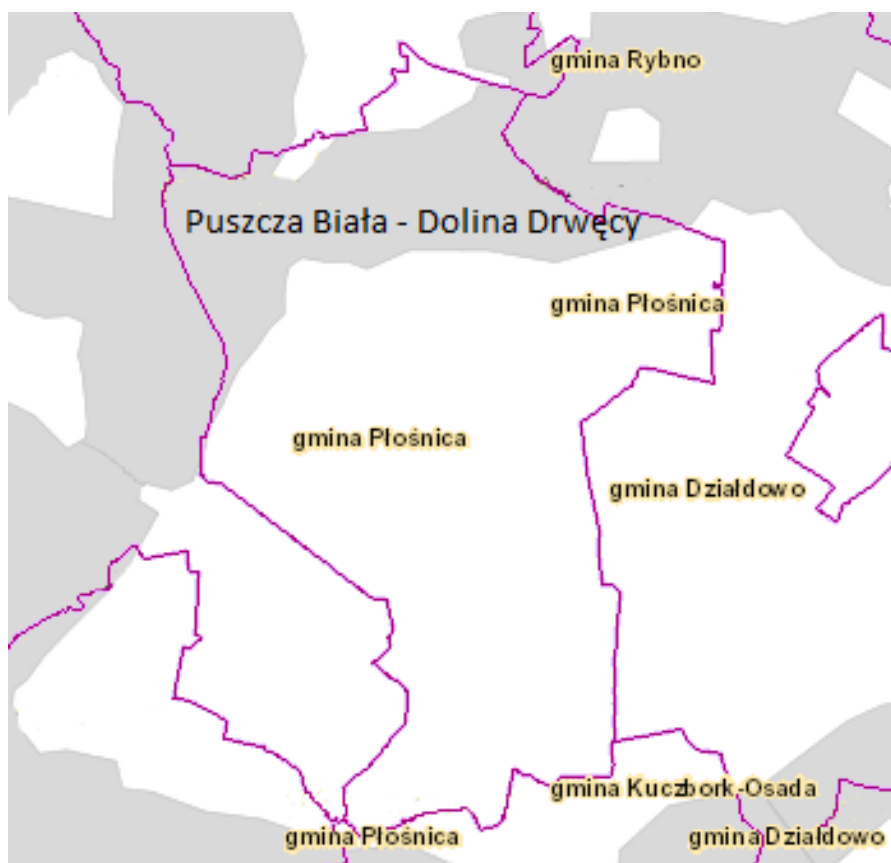 gmina Rybno
Puszcza Biała - Dolina Drwęcy
gmina Płośnica
gmina Płośnica
gmina Działdowo
gmina Kuczbork-Osada
gmina Płośnica
gmina Działdowo